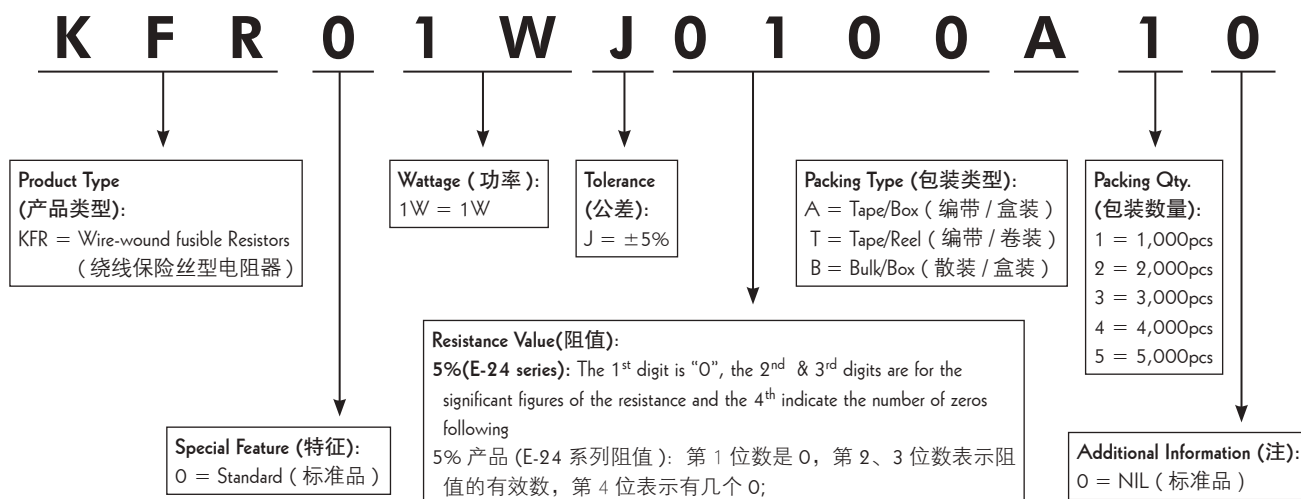 K F R 0 1 W J 0 1 0 0 A 1 0
Product Type
(产品类型):
KFR = Wire-wound fusible Resistors
(绕线保险丝型电阻器)
Wattage (功率):
1W = 1W
Tolerance
(公差):
J = ±5%
Packing Type (包装类型):
A = Tape/Box (编带 / 盒装)
T = Tape/Reel (编带 / 卷装)
B = Bulk/Box (散装 / 盒装)
Packing Qty.
(包装数量):
1 = 1,000pcs
2 = 2,000pcs
3 = 3,000pcs
4 = 4,000pcs
5 = 5,000pcs
Special Feature (特征):
0 = Standard (标准品)
Resistance Value(阻值):
5%(E-24 series): The 1st digit is “0”, the 2nd & 3rd digits are for the
significant figures of the resistance and the 4th indicate the number of zeros
following
5% 产品 (E-24 系列阻值): 第 1 位数是 0，第 2、3 位数表示阻
值的有效数，第 4 位表示有几个 0;
Additional Information (注):
0 = NIL (标准品)